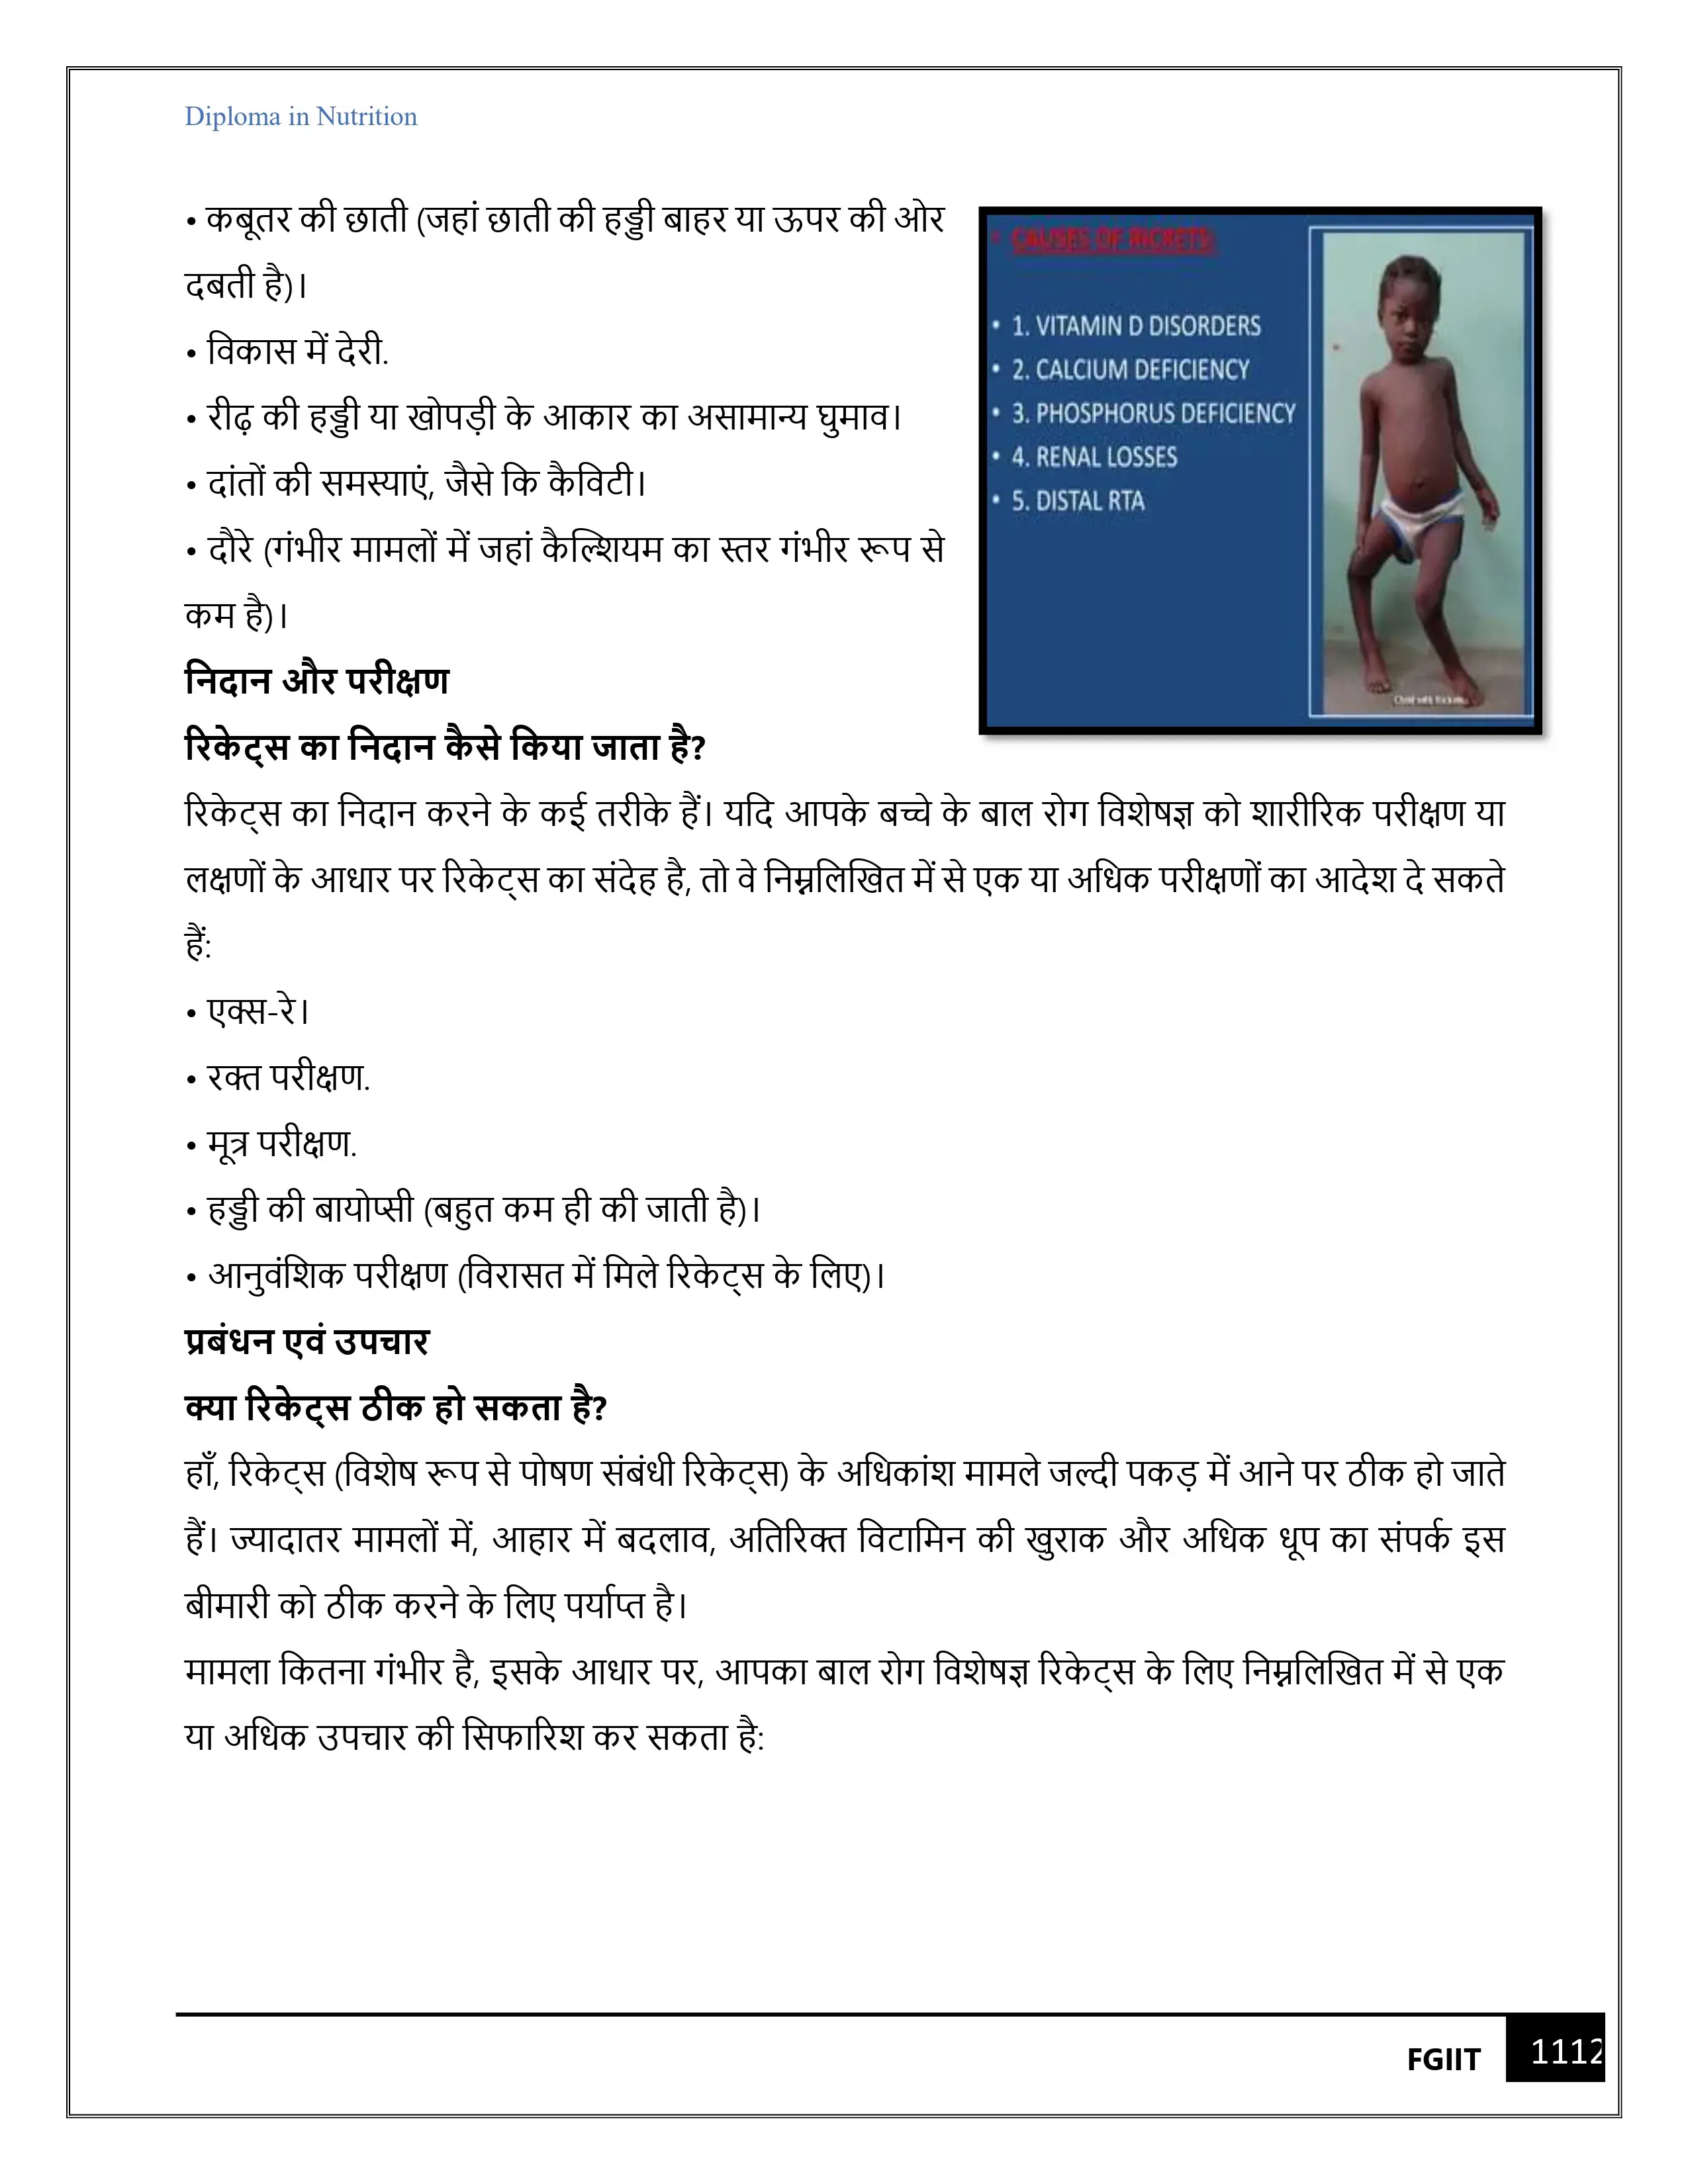 Diploma in Nutrition
• कबूतर की छाती (जहां छाती की हड्डी बाहर या ऊपर की ओर
दबती है)।
• विकास में देरी.
• रीढ़ की हड्डी या खोपड़ी के आकार का असामान्य घुमाव।
• दांतों की समस्याएं, जैसे कि कैविटी।
• दौरे (गंभीर मामलों में जहां कैल्शियम का स्तर गंभीर रूप से
कम है)।
• CAUSES OF RICKETS:
• 1. VITAMIN D DISORDERS
• 2. CALCIUM DEFICIENCY
• 3. PHOSPHORUS DEFICIENCY
• 4. RENAL LOSSES
• 5. DISTAL RTA
Child with Rickets
निदान और परीक्षण
रिकेट्स का निदान कैसे किया जाता है?
रिकेट्स का निदान करने के कई तरीके हैं। यदि आपके बच्चे के बाल रोग विशेषज्ञ को शारीरिक परीक्षण या
लक्षणों के आधार पर रिकेट्स का संदेह है, तो वे निम्नलिखित में से एक या अधिक परीक्षणों का आदेश दे सकते
हैं:
• एक्स-रे।
• रक्त परीक्षण.
• मूत्र परीक्षण.
• हड्डी की बायोप्सी (बहुत कम ही की जाती है)।
• आनुवंशिक परीक्षण (विरासत में मिले रिकेट्स के लिए)।
प्रबंधन एवं उपचार
क्या रिकेट्स ठीक हो सकता है?
हाँ, रिकेट्स (विशेष रूप से पोषण संबंधी रिकेट्स) के अधिकांश मामले जल्दी पकड़ में आने पर ठीक हो जाते
हैं। ज्यादातर मामलों में, आहार में बदलाव, अतिरिक्त विटामिन की खुराक और अधिक धूप का संपर्क इस
बीमारी को ठीक करने के लिए पर्याप्त है।
मामला कितना गंभीर है, इसके आधार पर, आपका बाल रोग विशेषज्ञ रिकेट्स के लिए निम्नलिखित में से एक
या अधिक उपचार की सिफारिश कर सकता है:
FGIIT 1112